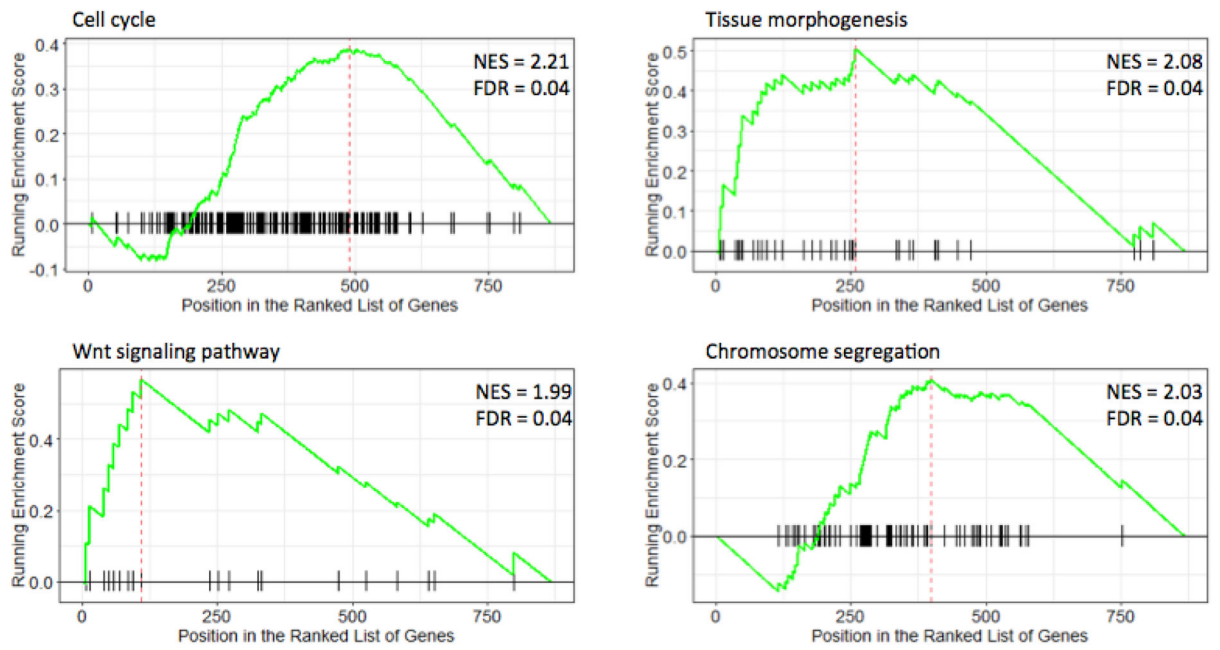 Cell cycle
NES = 2.21
FDR = 0.04
Running Enrichment Score
0.4
0.3
0.2
0.1
0.0
-0.1
0
250
500
750
Position in the Ranked List of Genes
Tissue morphogenesis
NES = 2.08
FDR = 0.04
Running Enrichment Score
0.5
0.4
0.3
0.2
0.1
0.0
0
250
500
750
Position in the Ranked List of Genes
Wnt signaling pathway
NES = 1.99
FDR = 0.04
Running Enrichment Score
0.4
0.2
0.0
0
250
500
750
Position in the Ranked List of Genes
Chromosome segregation
NES = 2.03
FDR = 0.04
Running Enrichment Score
0.4
0.2
0.0
0
250
500
750
Position in the Ranked List of Genes